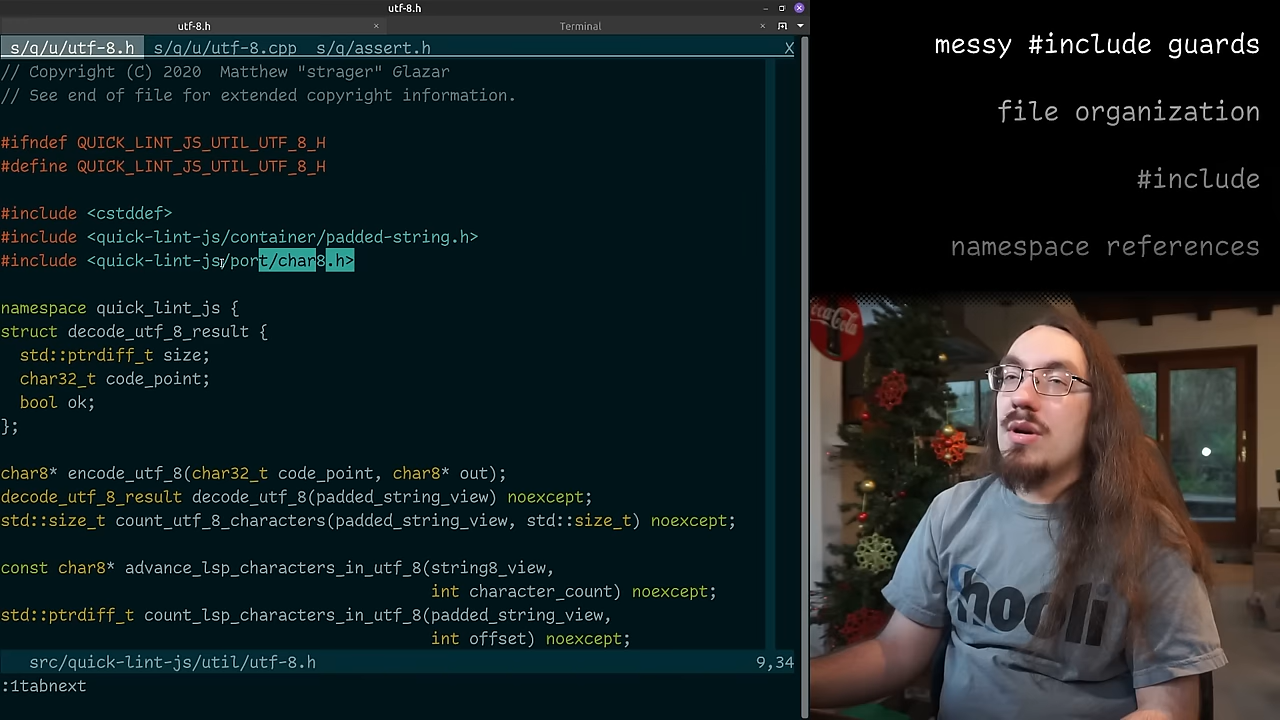 utf-8.h
utf-8.h
Terminal
s/q/u/utf-8.h s/q/u/utf-8.cpp s/q/assert.h X
// Copyright (C) 2020  Matthew "strager" Glazar
// See end of file for extended copyright information.
#ifndef QUICK_LINT_JS_UTIL_UTF_8_H
#define QUICK_LINT_JS_UTIL_UTF_8_H
#include <cstddef>
#include <quick-lint-js/container/padded-string.h>
#include <quick-lint-js/port/char8.h>
namespace quick_lint_js {
struct decode_utf_8_result {
  std::ptrdiff_t size;
  char32_t code_point;
  bool ok;
};
char8* encode_utf_8(char32_t code_point, char8* out);
decode_utf_8_result decode_utf_8(padded_string_view) noexcept;
std::size_t count_utf_8_characters(padded_string_view, std::size_t) noexcept;
const char8* advance_lsp_characters_in_utf_8(string8_view,
                                             int character_count) noexcept;
std::ptrdiff_t count_lsp_characters_in_utf_8(padded_string_view,
                                             int offset) noexcept;
src/quick-lint-js/util/utf-8.h 9,34
:1tabnext
messy #include guards
file organization
#include
namespace references
Coca-Cola
hooli